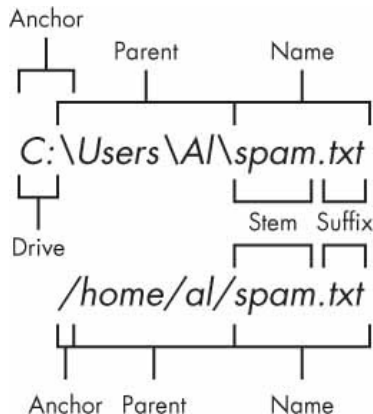 Anchor
Parent Name
C:\Users\Al\spam.txt
Drive
Stem Suffix
/home/al/spam.txt
Anchor Parent Name